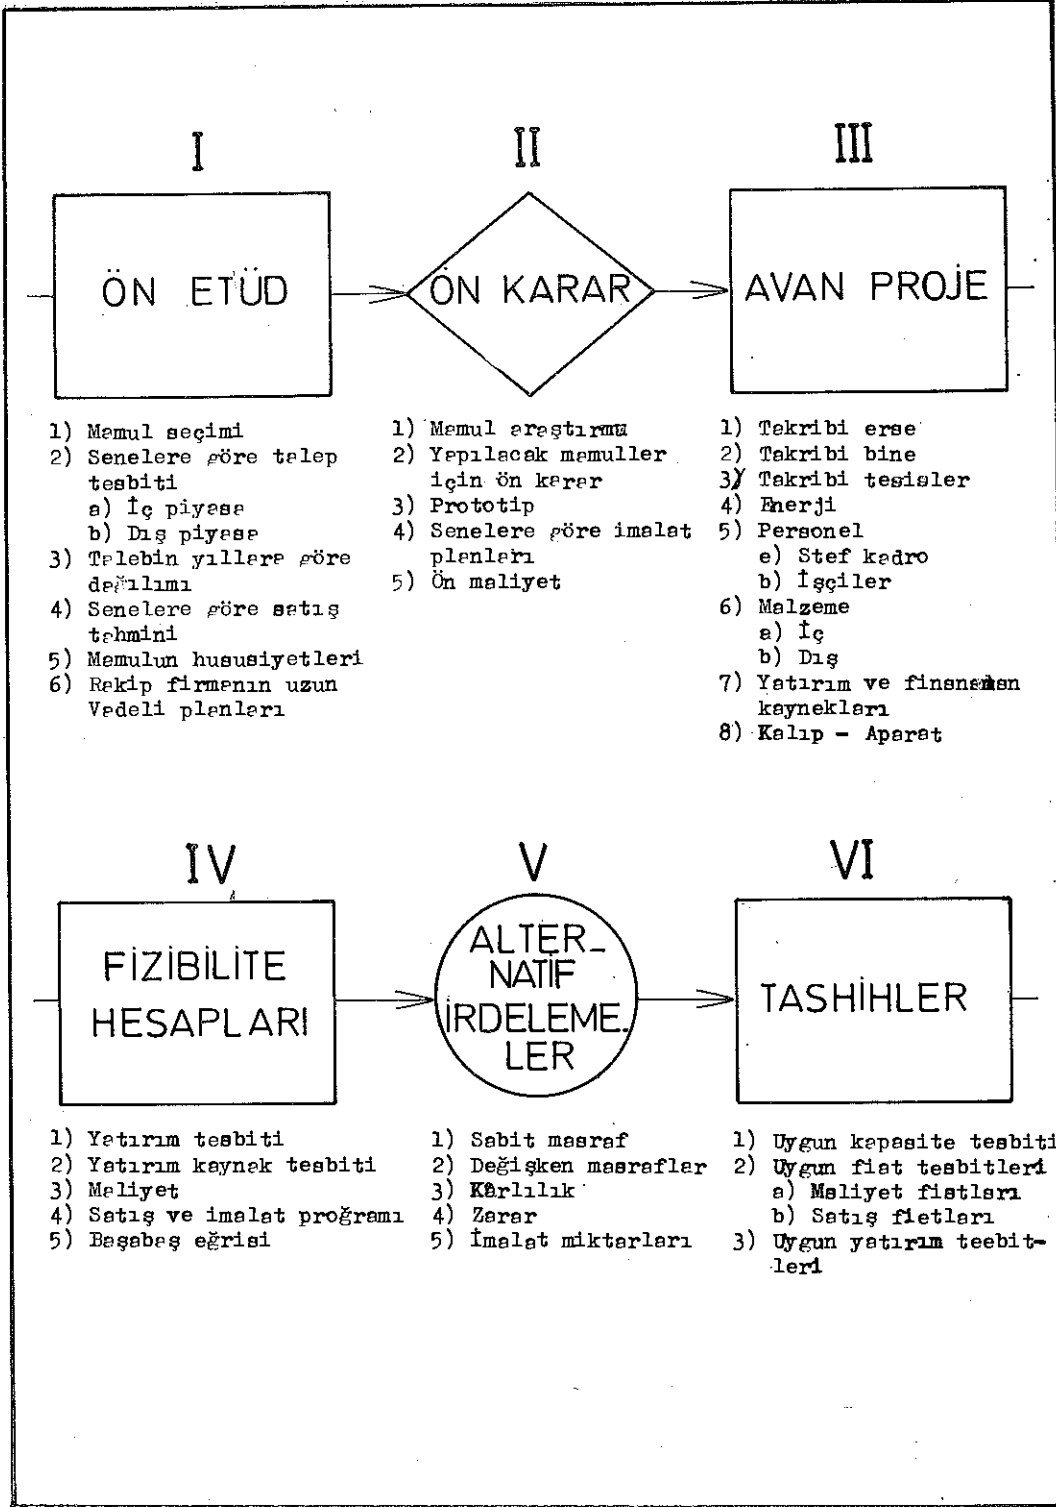 I
ÖN ETÜD
1) Mamul seçimi
2) Senelere göre talep
tesbiti
a) İç piyasa
b) Dış piyasa
3) Talebin yıllara göre
dağılımı
4) Senelere göre satış
tahmini
5) Mamulun hususiyetleri
6) Rakip firmanın uzun
Vadeli planları
II
ÖN KARAR
1) Mamul araştırma
2) Yapılacak mamuller
için ön karar
3) Prototip
4) Senelere göre imalat
planları
5) Ön maliyet
III
AVAN PROJE
1) Takribi arsa
2) Takribi bina
3) Takribi tesisler
4) Enerji
5) Personel
a) Staf kadro
b) İşçiler
6) Malzeme
a) İç
b) Dış
7) Yatırım ve finansman
kaynakları
8) Kalıp - Aparat
IV
FİZİBİLİTE
HESAPLARI
1) Yatırım tesbiti
2) Yatırım kaynak tesbiti
3) Maliyet
4) Satış ve imalat proğramı
5) Başabaş eğrisi
V
ALTER-
NATİF
İRDELEME.
LER
1) Sabit masraf
2) Değişken masraflar
3) Kârlılık
4) Zarar
5) İmalat miktarları
VI
TASHİHLER
1) Uygun kapasite tesbiti
2) Uygun fiat tesbitleri
a) Maliyet fiatları
b) Satış fiatları
3) Uygun yatırım tesbit-
leri